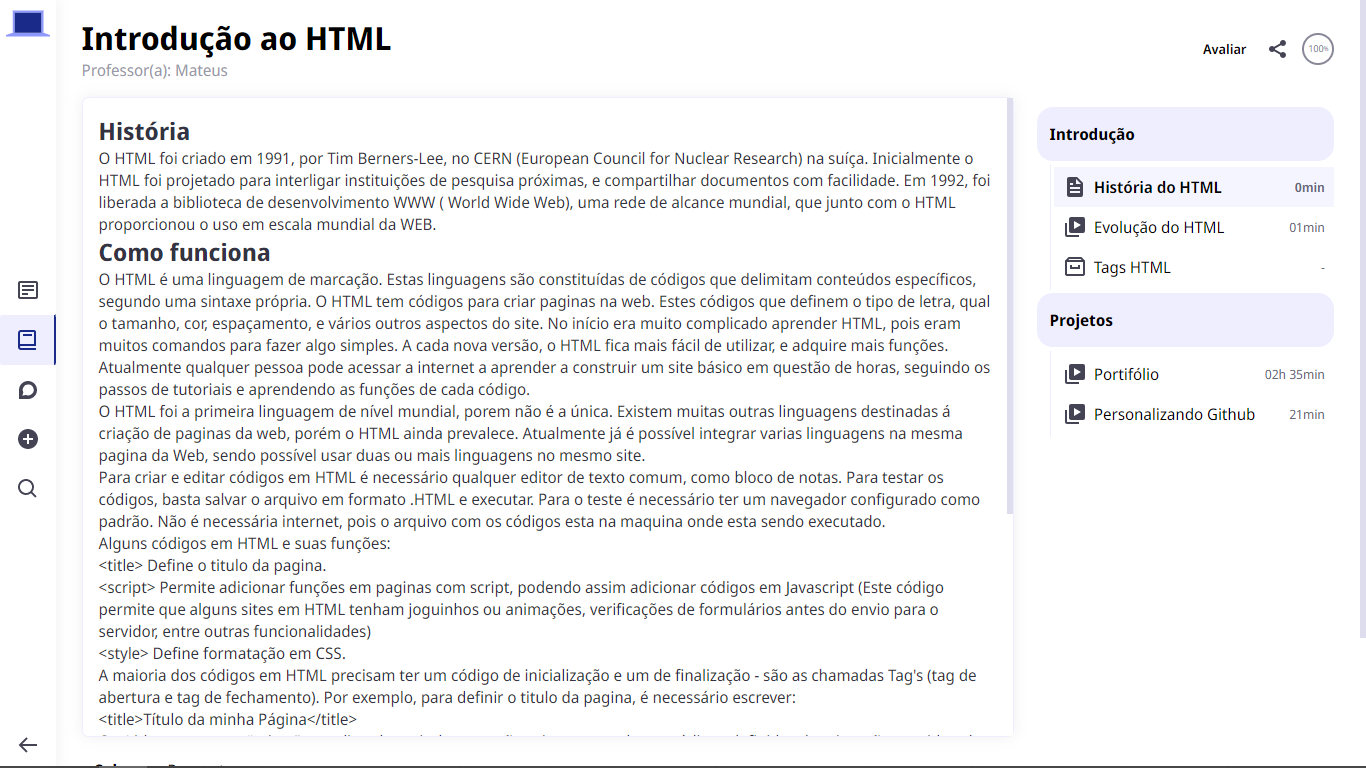 Introdução ao HTML
Professor(a): Mateus
Avaliar
100%
História
O HTML foi criado em 1991, por Tim Berners-Lee, no CERN (European Council for Nuclear Research) na suíça. Inicialmente o
HTML foi projetado para interligar instituições de pesquisa próximas, e compartilhar documentos com facilidade. Em 1992, foi
liberada a biblioteca de desenvolvimento WWW ( World Wide Web), uma rede de alcance mundial, que junto com o HTML
proporcionou o uso em escala mundial da WEB.
Como funciona
O HTML é uma linguagem de marcação. Estas linguagens são constituídas de códigos que delimitam conteúdos específicos,
segundo uma sintaxe própria. O HTML tem códigos para criar paginas na web. Estes códigos que definem o tipo de letra, qual
o tamanho, cor, espaçamento, e vários outros aspectos do site. No início era muito complicado aprender HTML, pois eram
muitos comandos para fazer algo simples. A cada nova versão, o HTML fica mais fácil de utilizar, e adquire mais funções.
Atualmente qualquer pessoa pode acessar a internet a aprender a construir um site básico em questão de horas, seguindo os
passos de tutoriais e aprendendo as funções de cada código.
O HTML foi a primeira linguagem de nível mundial, porem não é a única. Existem muitas outras linguagens destinadas á
criação de paginas da web, porém o HTML ainda prevalece. Atualmente já é possível integrar varias linguagens na mesma
pagina da Web, sendo possível usar duas ou mais linguagens no mesmo site.
Para criar e editar códigos em HTML é necessário qualquer editor de texto comum, como bloco de notas. Para testar os
códigos, basta salvar o arquivo em formato .HTML e executar. Para o teste é necessário ter um navegador configurado como
padrão. Não é necessária internet, pois o arquivo com os códigos esta na maquina onde esta sendo executado.
Alguns códigos em HTML e suas funções:
&lt;title&gt; Define o titulo da pagina.
&lt;script&gt; Permite adicionar funções em paginas com script, podendo assim adicionar códigos em Javascript (Este código
permite que alguns sites em HTML tenham joguinhos ou animações, verificações de formulários antes do envio para o
servidor, entre outras funcionalidades)
&lt;style&gt; Define formatação em CSS.
A maioria dos códigos em HTML precisam ter um código de inicialização e um de finalização - são as chamadas Tag's (tag de
abertura e tag de fechamento). Por exemplo, para definir o titulo da pagina, é necessário escrever:
&lt;title&gt;Título da minha Página&lt;/title&gt;
Introdução
História do HTML 0min
Evolução do HTML 01min
Tags HTML -
Projetos
Portifólio 02h 35min
Personalizando Github 21min